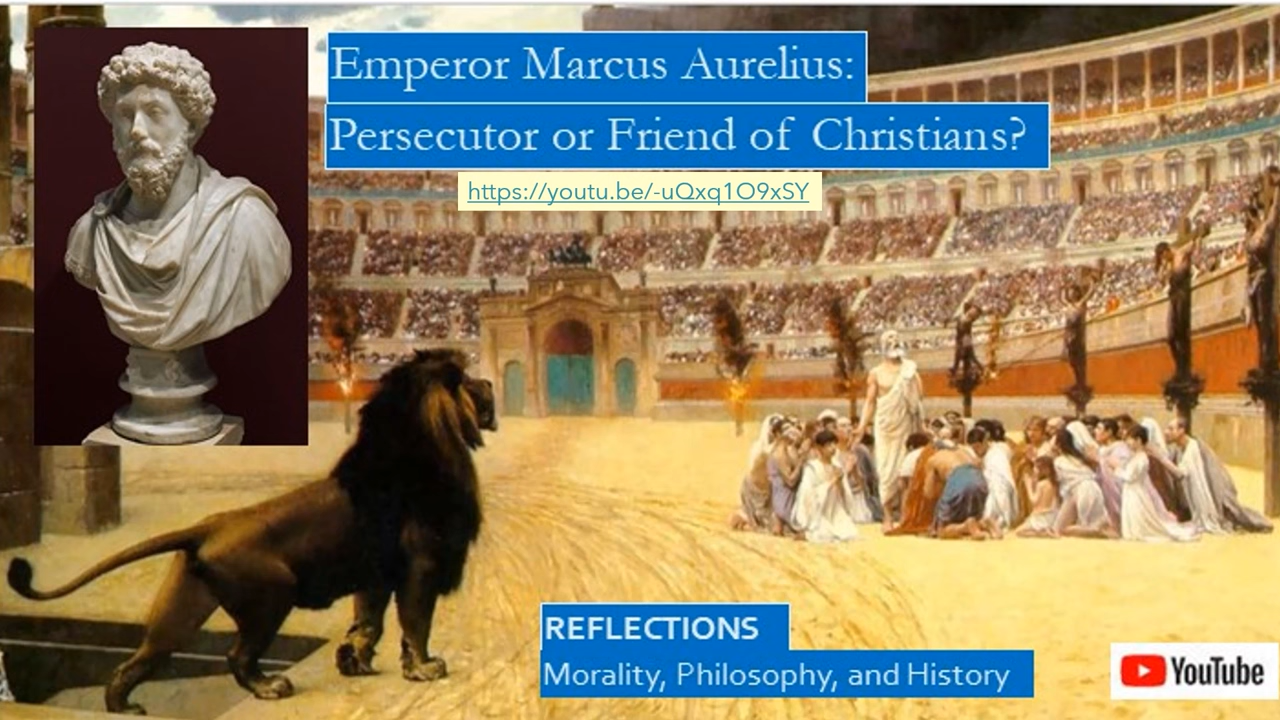 Emperor Marcus Aurelius:
Persecutor or Friend of Christians?
https://youtu.be/-uQxq1O9xSY
REFLECTIONS
Morality, Philosophy, and History
YouTube